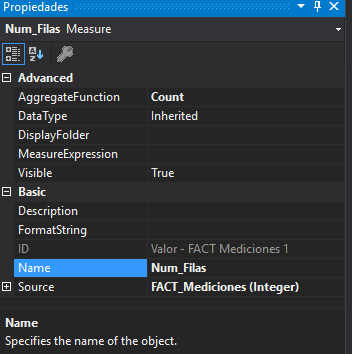 Propiedades
Num_Filas Measure
Advanced
AggregateFunction Count
DataType Inherited
DisplayFolder
MeasureExpression
Visible True
Basic
Description
FormatString
ID Valor - FACT Mediciones 1
Name Num_Filas
Source FACT_Mediciones (Integer)
Name
Specifies the name of the object.